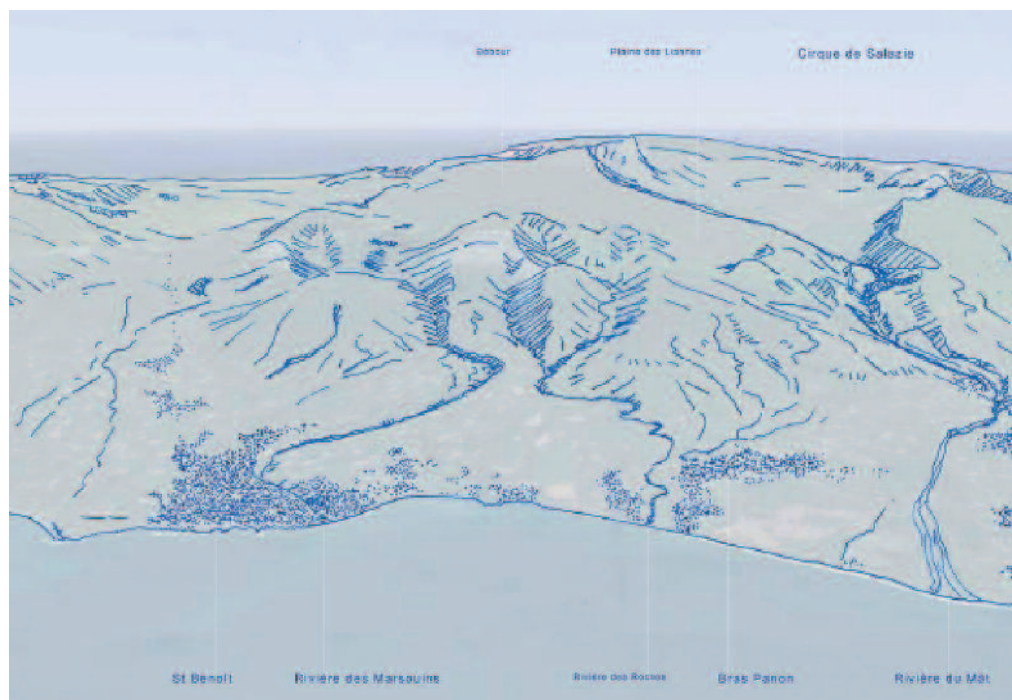 Bébour
Plaine des Lianes
Cirque de Salazie
St Benoît
Rivière des Marsouins
Rivière des Roches
Bras Panon
Rivière du Mât